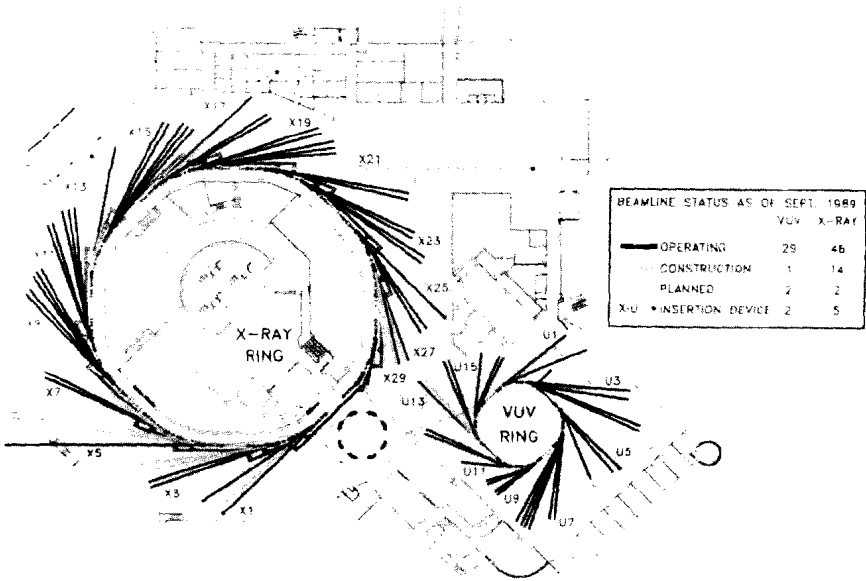 X17
X15
X19
X21
X13
X23
X25
X-RAY
RING
X27
X29
X7
X5
X3
X1
U1
U15
U3
U13
VUV
RING
U5
U11
U9
U7
BEAMLINE STATUS AS OF SEPT. 1989
VUV X-RAY
OPERATING 29 46
CONSTRUCTION 1 14
PLANNED 2 2
X-U * INSERTION DEVICE 2 5